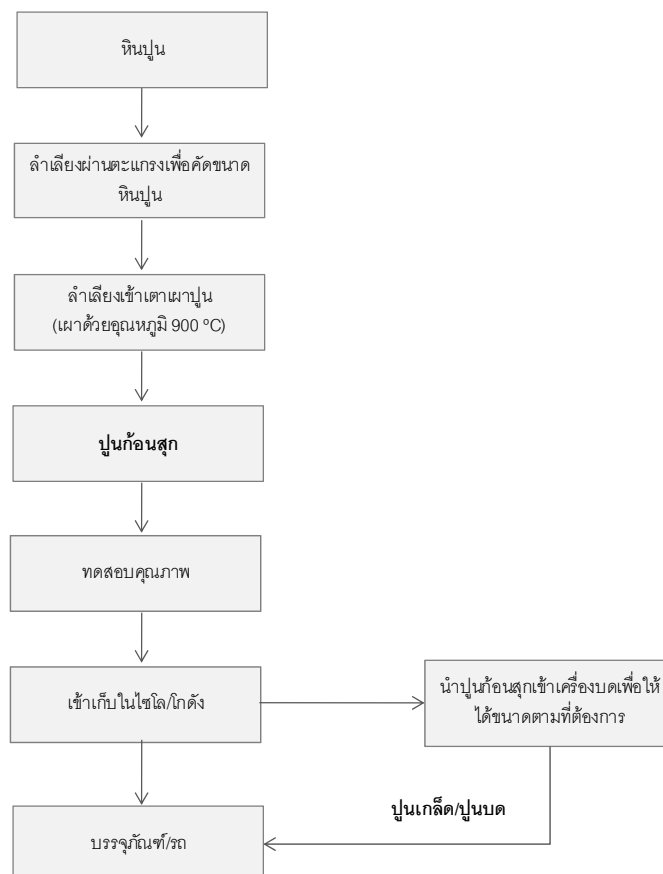 หินปูน
ลำเลียงผ่านตะแกรงเพื่อคัดขนาด
หินปูน
ลำเลียงเข้าเตาเผาปูน
(เผาด้วยอุณหภูมิ 900 ºC)
ปูนก้อนสุก
ทดสอบคุณภาพ
เข้าเก็บในไซโล/โกดัง
นำปูนก้อนสุกเข้าเครื่องบดเพื่อให้
ได้ขนาดตามที่ต้องการ
ปูนเกล็ด/ปูนบด
บรรจุภัณฑ์/รถ